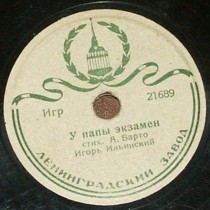 Игр 21689
У папы экзамен
стих. А. Барто
Игорь Ильинский
ЛЕНИНГРАДСКИЙ ЗАВОД